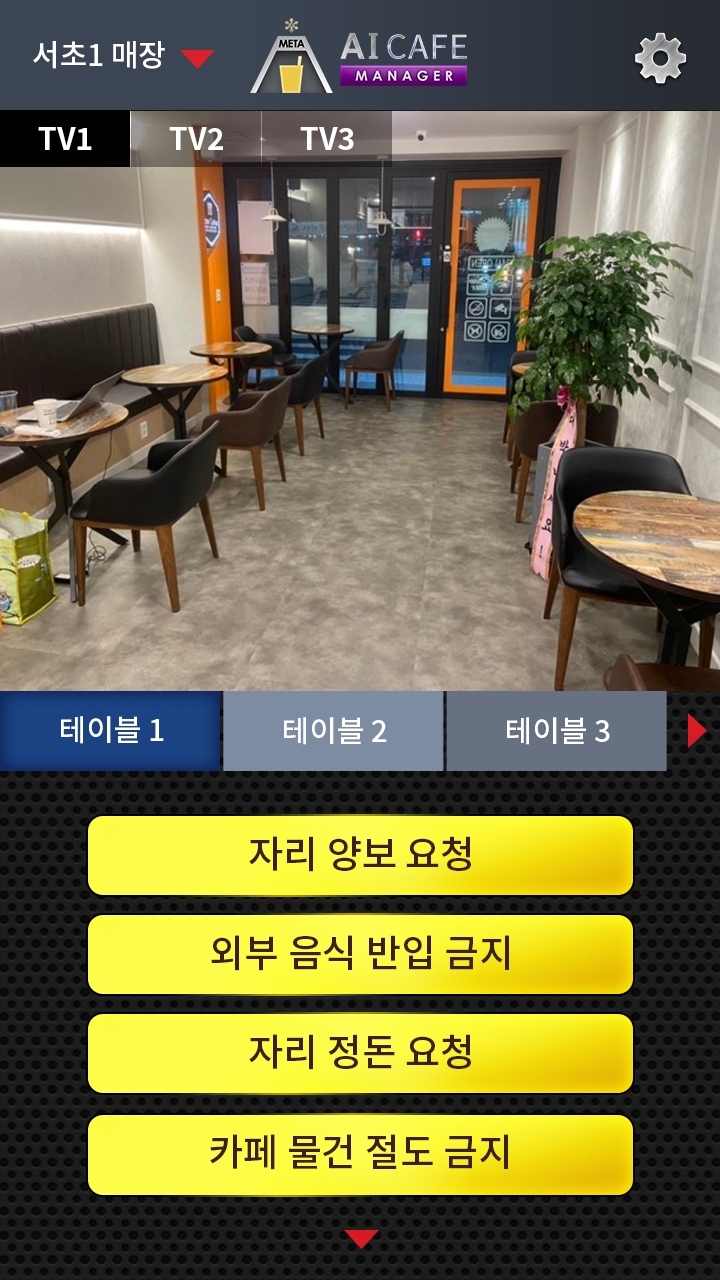 서초1 매장
META
AI CAFE
MANAGER
TV1
TV2
TV3
테이블 1
테이블 2
테이블 3
자리 양보 요청
외부 음식 반입 금지
자리 정돈 요청
카페 물건 절도 금지